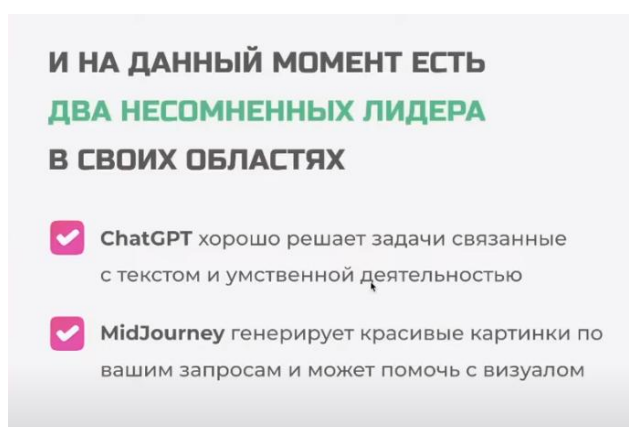 И НА ДАННЫЙ МОМЕНТ ЕСТЬ
ДВА НЕСОМНЕННЫХ ЛИДЕРА
В СВОИХ ОБЛАСТЯХ
ChatGPT хорошо решает задачи связанные
с текстом и умственной деятельностью
MidJourney генерирует красивые картинки по
вашим запросам и может помочь с визуалом